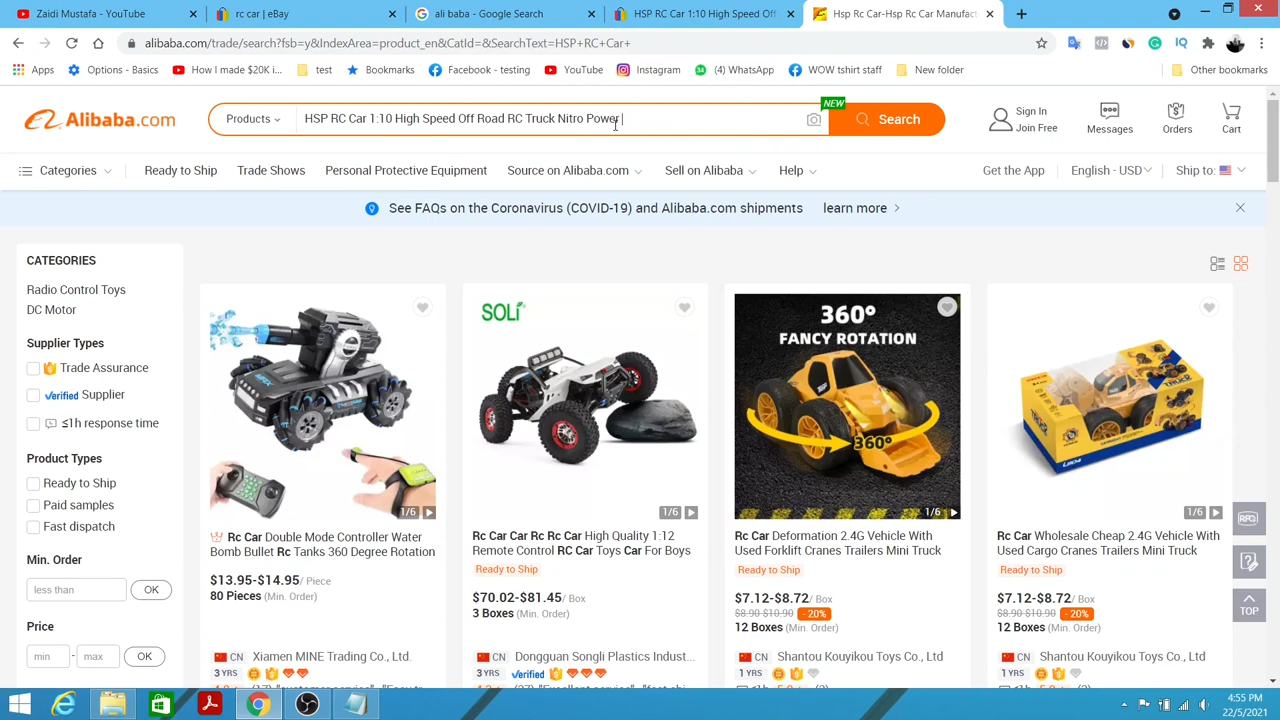 YouTube Studio
rc car | eBay
ali baba - Google Search
HSP RC Car 1:10 High Speed Off
Hsp Rc Car-Hsp Rc Car Manufact
alibaba.com/trade/search?fsb=y&IndexArea=product_en&CatId=&SearchText=HSP+RC+Car+
Apps
Options - Basics
How I made $20K i...
test
Bookmarks
Facebook - testing
YouTube
Instagram
(4) WhatsApp
WOW tshirt staff
New folder
Other bookmarks
Alibaba.com
Products
HSP RC Car 1:10 High Speed Off Road RC Truck Nitro Power
NEW
Search
Sign In
Join Free
Messages
Orders
Cart
Categories
Ready to Ship
Trade Shows
Personal Protective Equipment
Source on Alibaba.com
Sell on Alibaba
Help
Get the App
English - USD
Ship to:
See FAQs on the Coronavirus (COVID-19) and Alibaba.com shipments
learn more
CATEGORIES
Radio Control Toys
DC Motor
Supplier Types
Trade Assurance
Verified Supplier
≤1h response time
Product Types
Ready to Ship
Paid samples
Fast dispatch
Min. Order
less than
OK
Price
min - max OK
1/6
Rc Car Double Mode Controller Water
Bomb Bullet Rc Tanks 360 Degree Rotation
$13.95-$14.95/ Piece
80 Pieces (Min. Order)
CN Xiamen MINE Trading Co., Ltd.
3 YRS
SOLI
1/6
Rc Car Car Rc Rc Car High Quality 1:12
Remote Control RC Car Toys Car For Boys
Ready to Ship
$70.02-$81.45/ Box
3 Boxes (Min. Order)
CN Dongguan Songli Plastics Indust...
3 YRS Verified
360°
FANCY ROTATION
360°
1/6
Rc Car Deformation 2.4G Vehicle With
Used Forklift Cranes Trailers Mini Truck
Ready to Ship
$7.12-$8.72/ Box
$8.90-$10.90 - 20%
12 Boxes (Min. Order)
CN Shantou Kouyikou Toys Co., Ltd
1 YRS
1/6
Rc Car Wholesale Cheap 2.4G Vehicle With
Used Cargo Cranes Trailers Mini Truck
Ready to Ship
$7.12-$8.72/ Box
$8.90-$10.90 - 20%
12 Boxes (Min. Order)
CN Shantou Kouyikou Toys Co., Ltd
1 YRS
RFQ
TOP
4:55 PM
22/5/2021